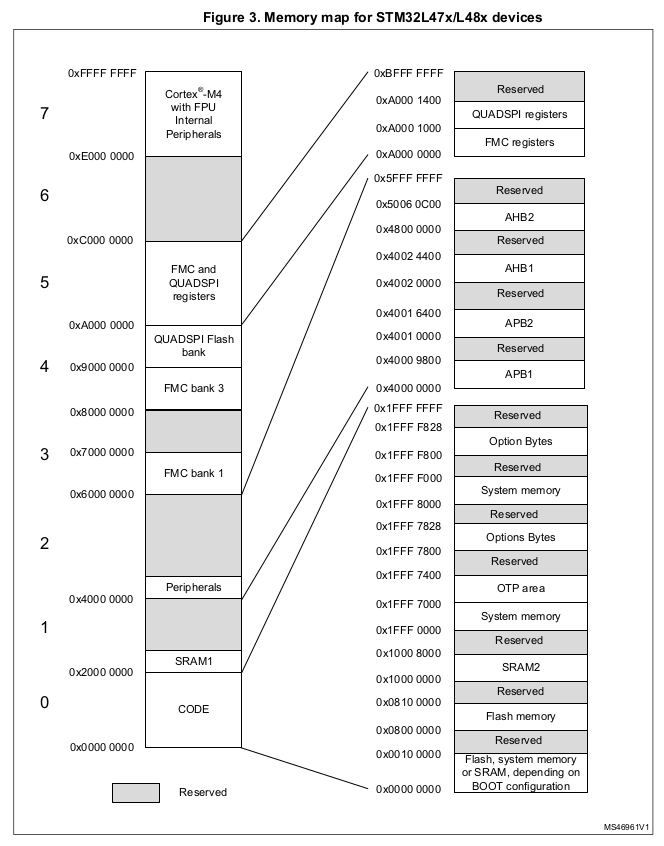 Figure 3. Memory map for STM32L47x/L48x devices
0xFFFF FFFF
7
Cortex®-M4
with FPU
Internal
Peripherals
0xE000 0000
6
0xC000 0000
5
FMC and
QUADSPI
registers
0xA000 0000
QUADSPI Flash
bank
4
0x9000 0000
FMC bank 3
0x8000 0000
3
0x7000 0000
FMC bank 1
0x6000 0000
2
Peripherals
0x4000 0000
1
SRAM1
0x2000 0000
0
CODE
0x0000 0000
Reserved
0xBFFF FFFF
Reserved
0xA000 1400
QUADSPI registers
0xA000 1000
FMC registers
0xA000 0000
0x5FFF FFFF
Reserved
0x5006 0C00
AHB2
0x4800 0000
Reserved
0x4002 4400
AHB1
0x4002 0000
Reserved
0x4001 6400
APB2
0x4001 0000
Reserved
0x4000 9800
APB1
0x4000 0000
0x1FFF FFFF
Reserved
0x1FFF F828
Option Bytes
0x1FFF F800
Reserved
0x1FFF F000
System memory
0x1FFF 8000
Reserved
0x1FFF 7828
Options Bytes
0x1FFF 7800
Reserved
0x1FFF 7400
OTP area
0x1FFF 7000
System memory
0x1FFF 0000
Reserved
0x1000 8000
SRAM2
0x1000 0000
Reserved
0x0810 0000
Flash memory
0x0800 0000
Reserved
0x0010 0000
Flash, system memory
or SRAM, depending on
BOOT configuration
0x0000 0000
MS46961V1